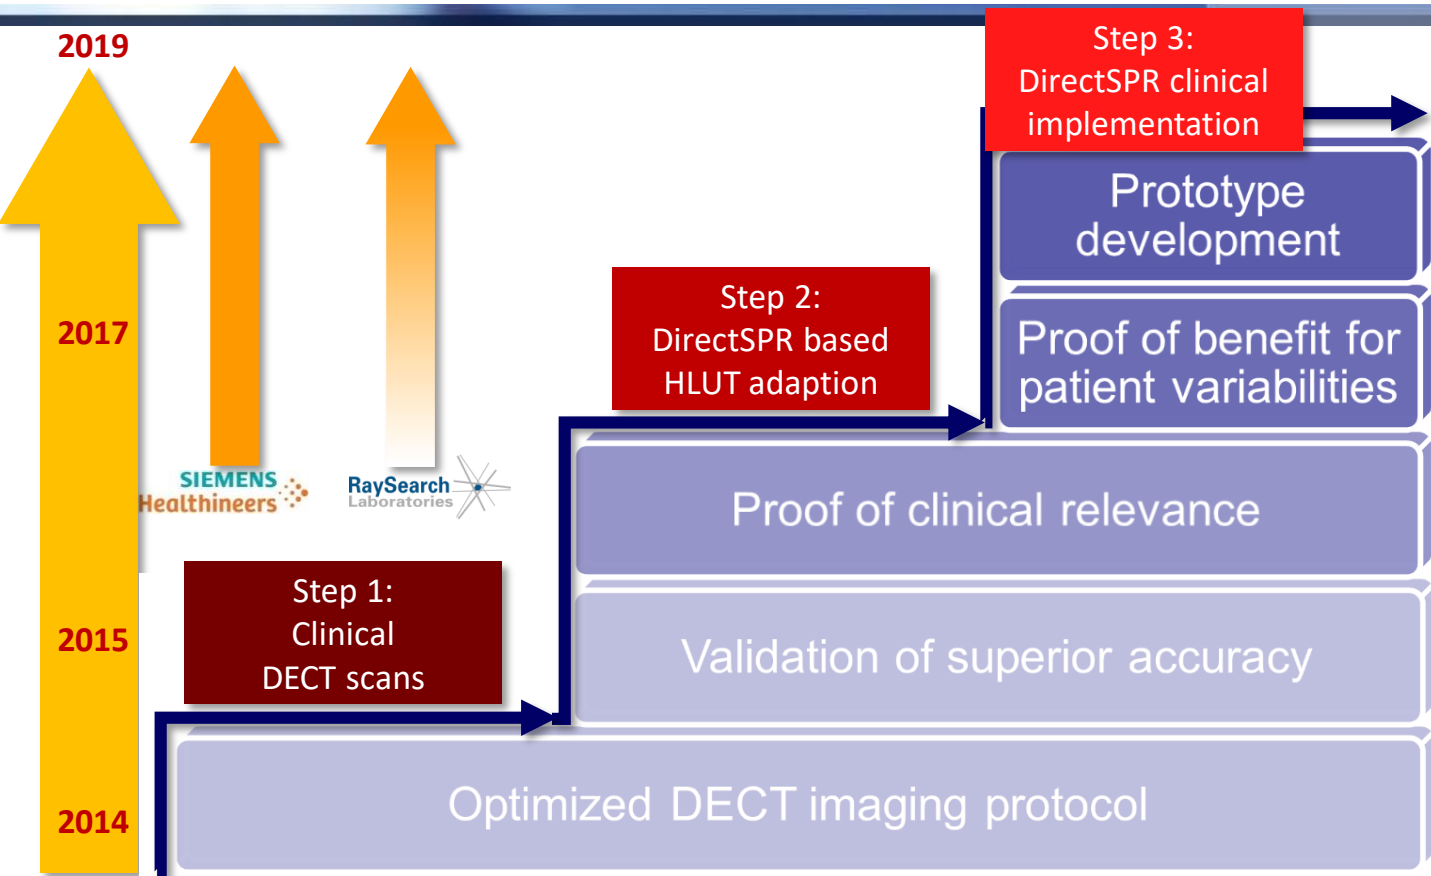 2019
Step 3:
DirectSPR clinical
implementation
Prototype
development
2017
Step 2:
DirectSPR based
HLUT adaption
Proof of benefit for
patient variabilities
SIEMENS
Healthineers
RaySearch
Laboratories
Proof of clinical relevance
Step 1:
Clinical
DECT scans
2015
Validation of superior accuracy
2014
Optimized DECT imaging protocol